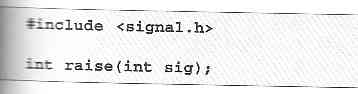 #include <signal.h>
int raise(int sig);